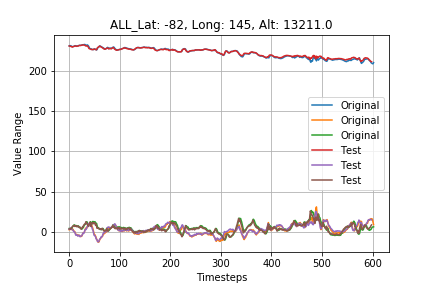 ALL_Lat: -82, Long: 145, Alt: 13211.0
Value Range
200
150
100
50
0
Original
Original
Original
Test
Test
Test
0 100 200 300 400 500 600
Timesteps